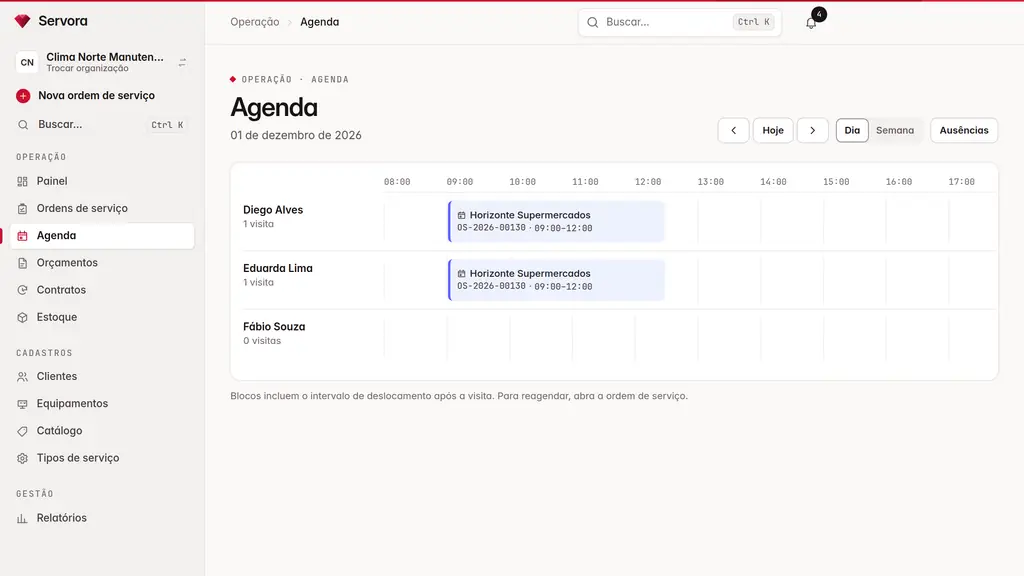 Servora
CN
Clima Norte Manuten...
Trocar organização
Nova ordem de serviço
Buscar... Ctrl K
OPERAÇÃO
Painel
Ordens de serviço
Agenda
Orçamentos
Contratos
Estoque
CADASTROS
Clientes
Equipamentos
Catálogo
Tipos de serviço
GESTÃO
Relatórios
Operação > Agenda
Buscar... Ctrl K
4
OPERAÇÃO · AGENDA
Agenda
01 de dezembro de 2026
< Hoje > Dia Semana Ausências
08:00 09:00 10:00 11:00 12:00 13:00 14:00 15:00 16:00 17:00
Diego Alves
1 visita
Horizonte Supermercados
OS-2026-00130 · 09:00–12:00
Eduarda Lima
1 visita
Horizonte Supermercados
OS-2026-00130 · 09:00–12:00
Fábio Souza
0 visitas
Blocos incluem o intervalo de deslocamento após a visita. Para reagendar, abra a ordem de serviço.